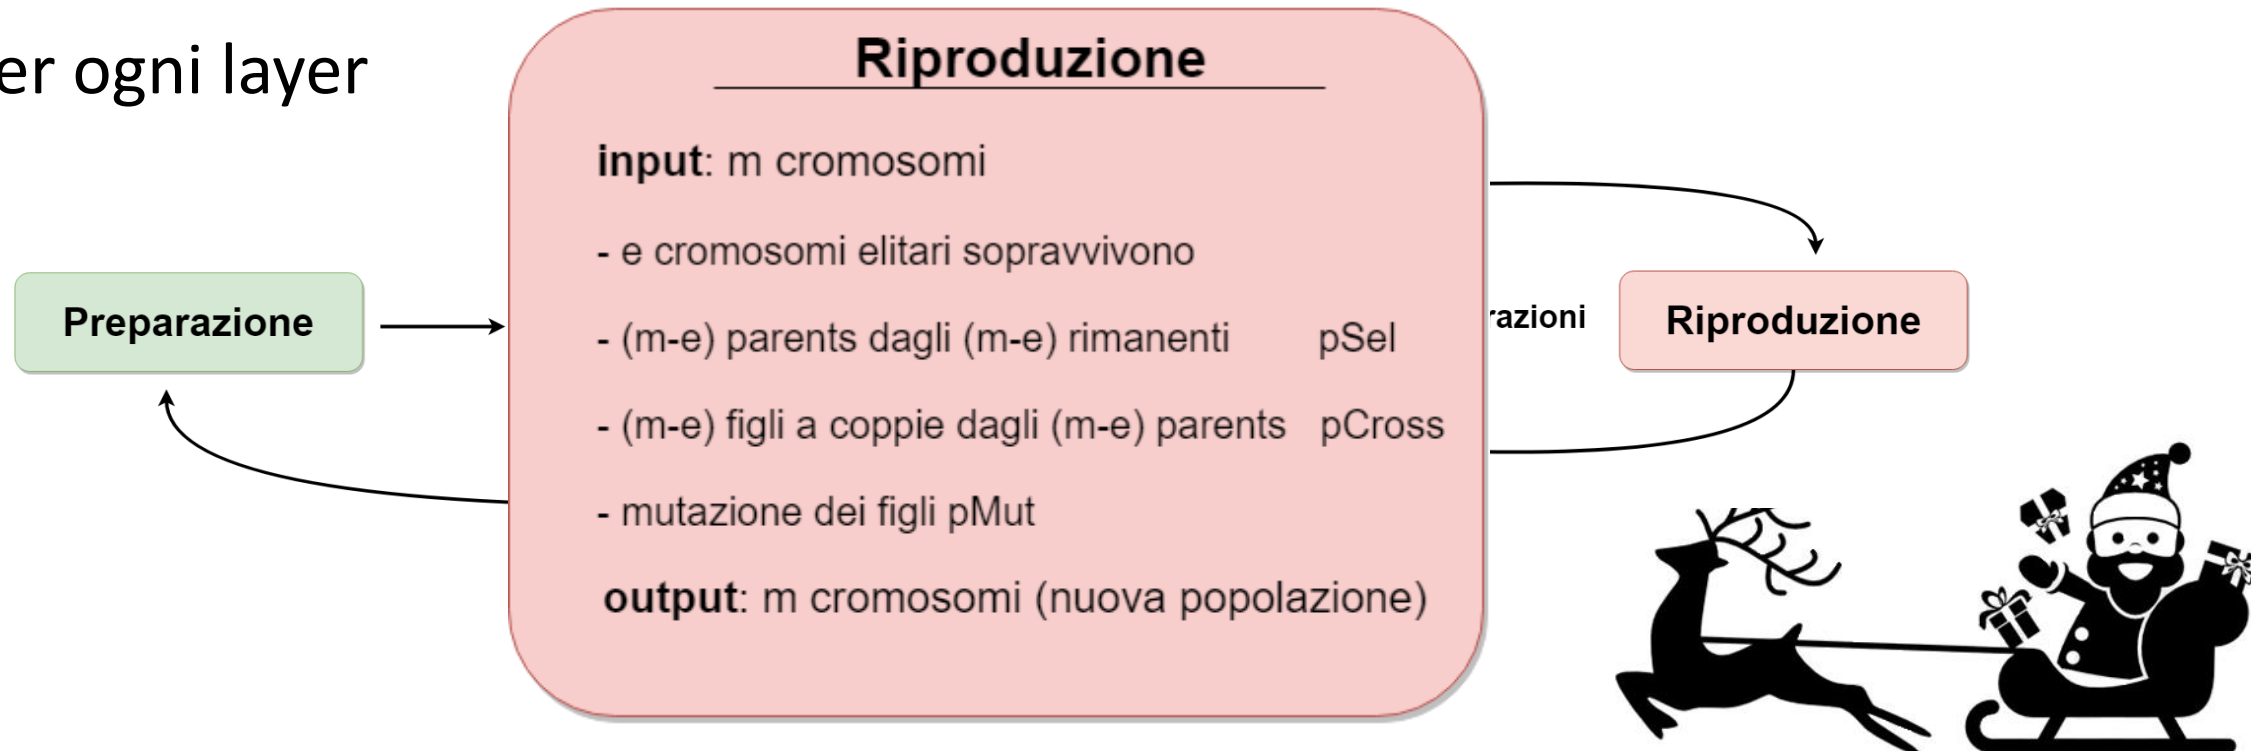 er ogni layer
Riproduzione
input: m cromosomi
- e cromosomi elitari sopravvivono
- (m-e) parents dagli (m-e) rimanenti pSel
- (m-e) figli a coppie dagli (m-e) parents pCross
- mutazione dei figli pMut
output: m cromosomi (nuova popolazione)
Preparazione
razioni
Riproduzione